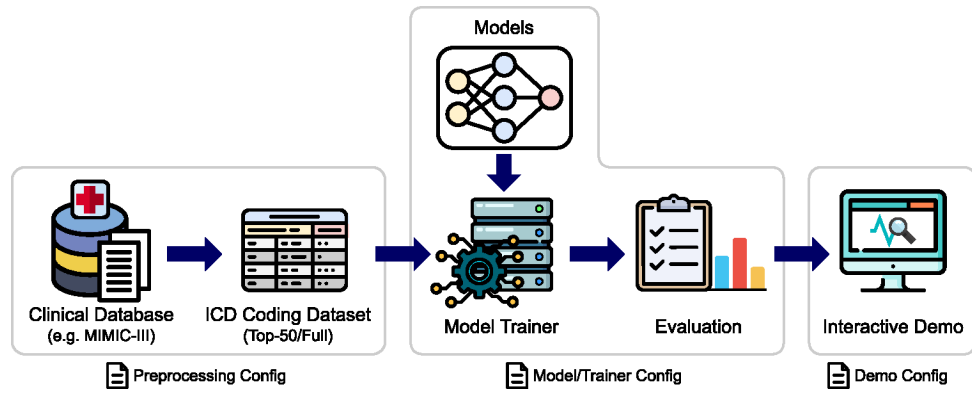 Models
Clinical Database
(e.g. MIMIC-III)
ICD Coding Dataset
(Top-50/Full)
Model Trainer
Evaluation
Interactive Demo
Preprocessing Config
Model/Trainer Config
Demo Config